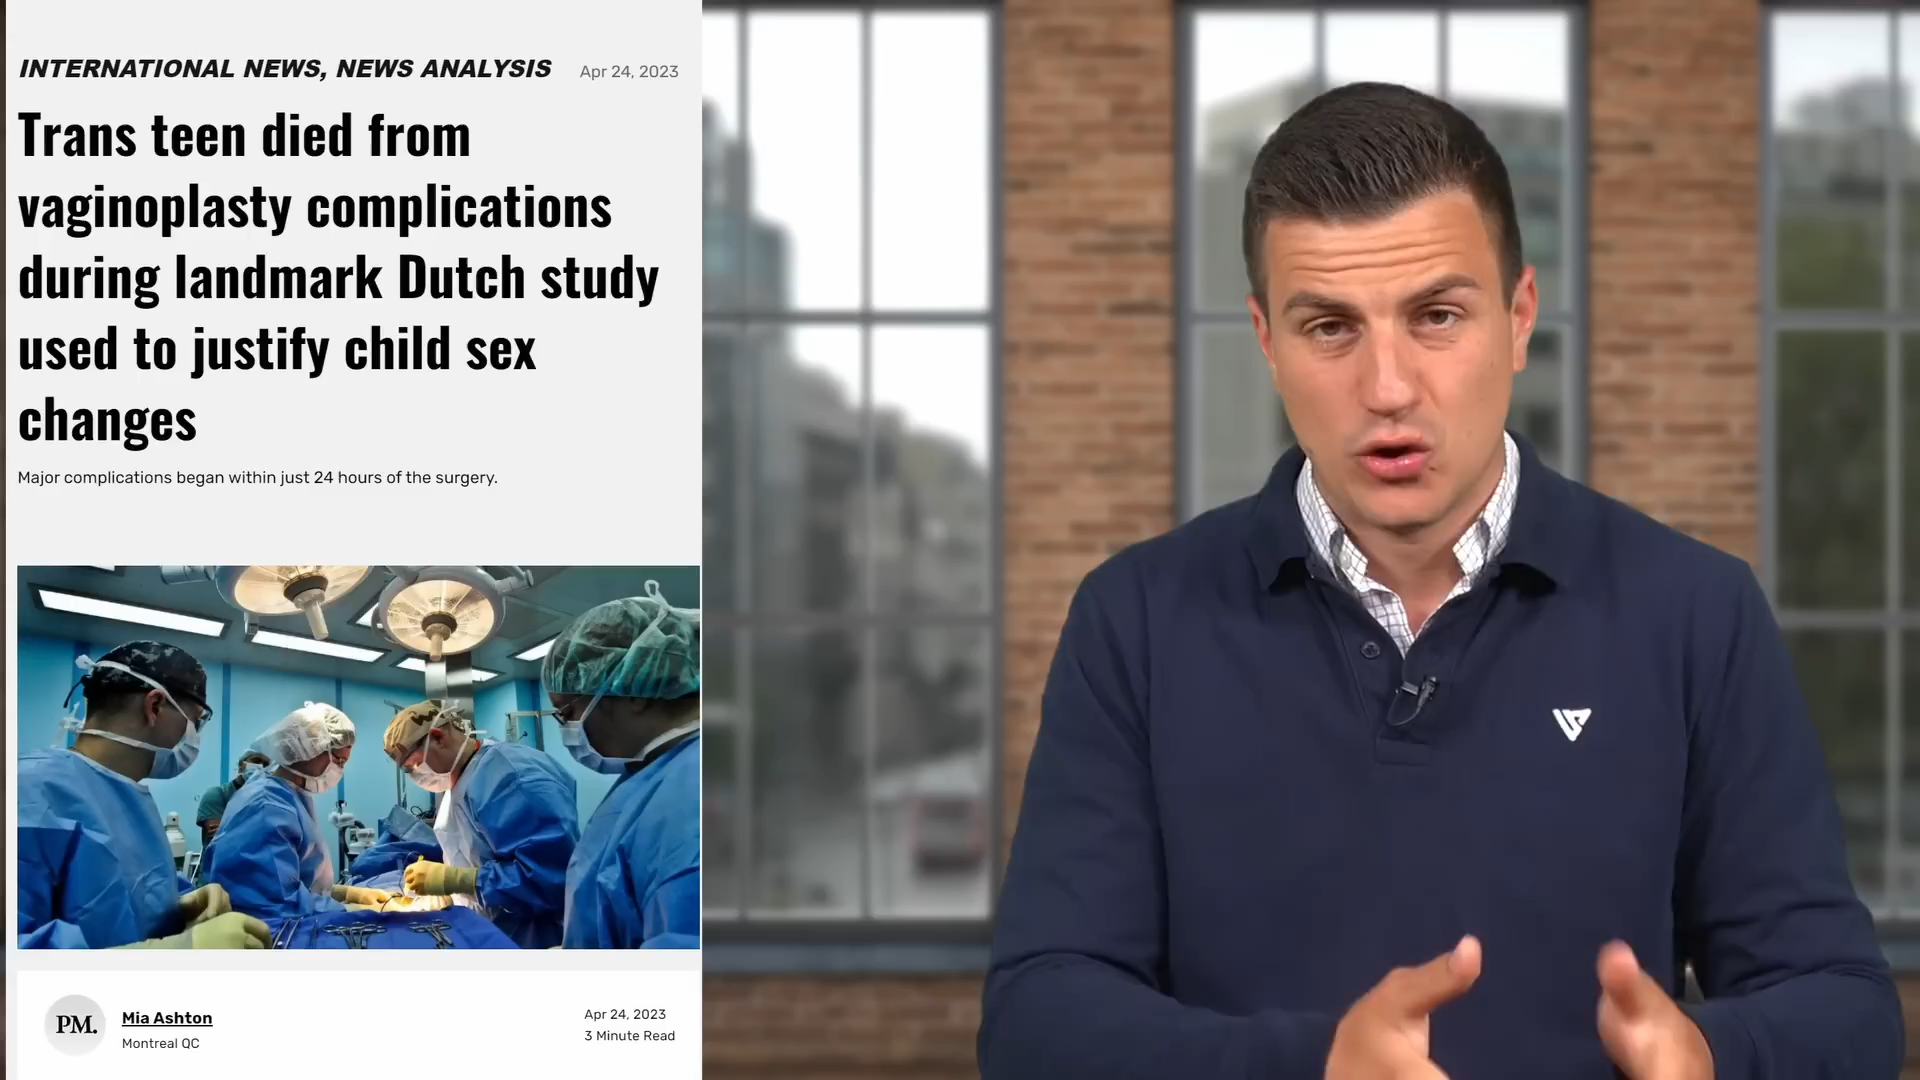 INTERNATIONAL NEWS, NEWS ANALYSIS Apr 24, 2023
Trans teen died from
vaginoplasty complications
during landmark Dutch study
used to justify child sex
changes
Major complications began within just 24 hours of the surgery.
PM.
Mia Ashton
Montreal QC
Apr 24, 2023
3 Minute Read